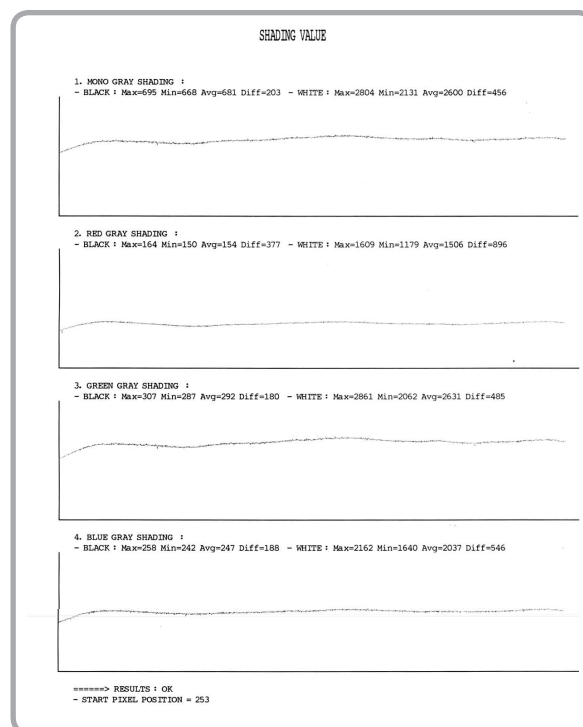 SHADING VALUE
1. MONO GRAY SHADING :
- BLACK : Max=695 Min=668 Avg=681 Diff=203 - WHITE : Max=2804 Min=2131 Avg=2600 Diff=456
2. RED GRAY SHADING :
- BLACK : Max=164 Min=150 Avg=154 Diff=377 - WHITE : Max=1609 Min=1179 Avg=1506 Diff=896
3. GREEN GRAY SHADING :
- BLACK : Max=307 Min=287 Avg=292 Diff=180 - WHITE : Max=2861 Min=2062 Avg=2631 Diff=485
4. BLUE GRAY SHADING :
- BLACK : Max=258 Min=242 Avg=247 Diff=188 - WHITE : Max=2162 Min=1640 Avg=2037 Diff=546
======> RESULTS : OK
- START PIXEL POSITION = 253